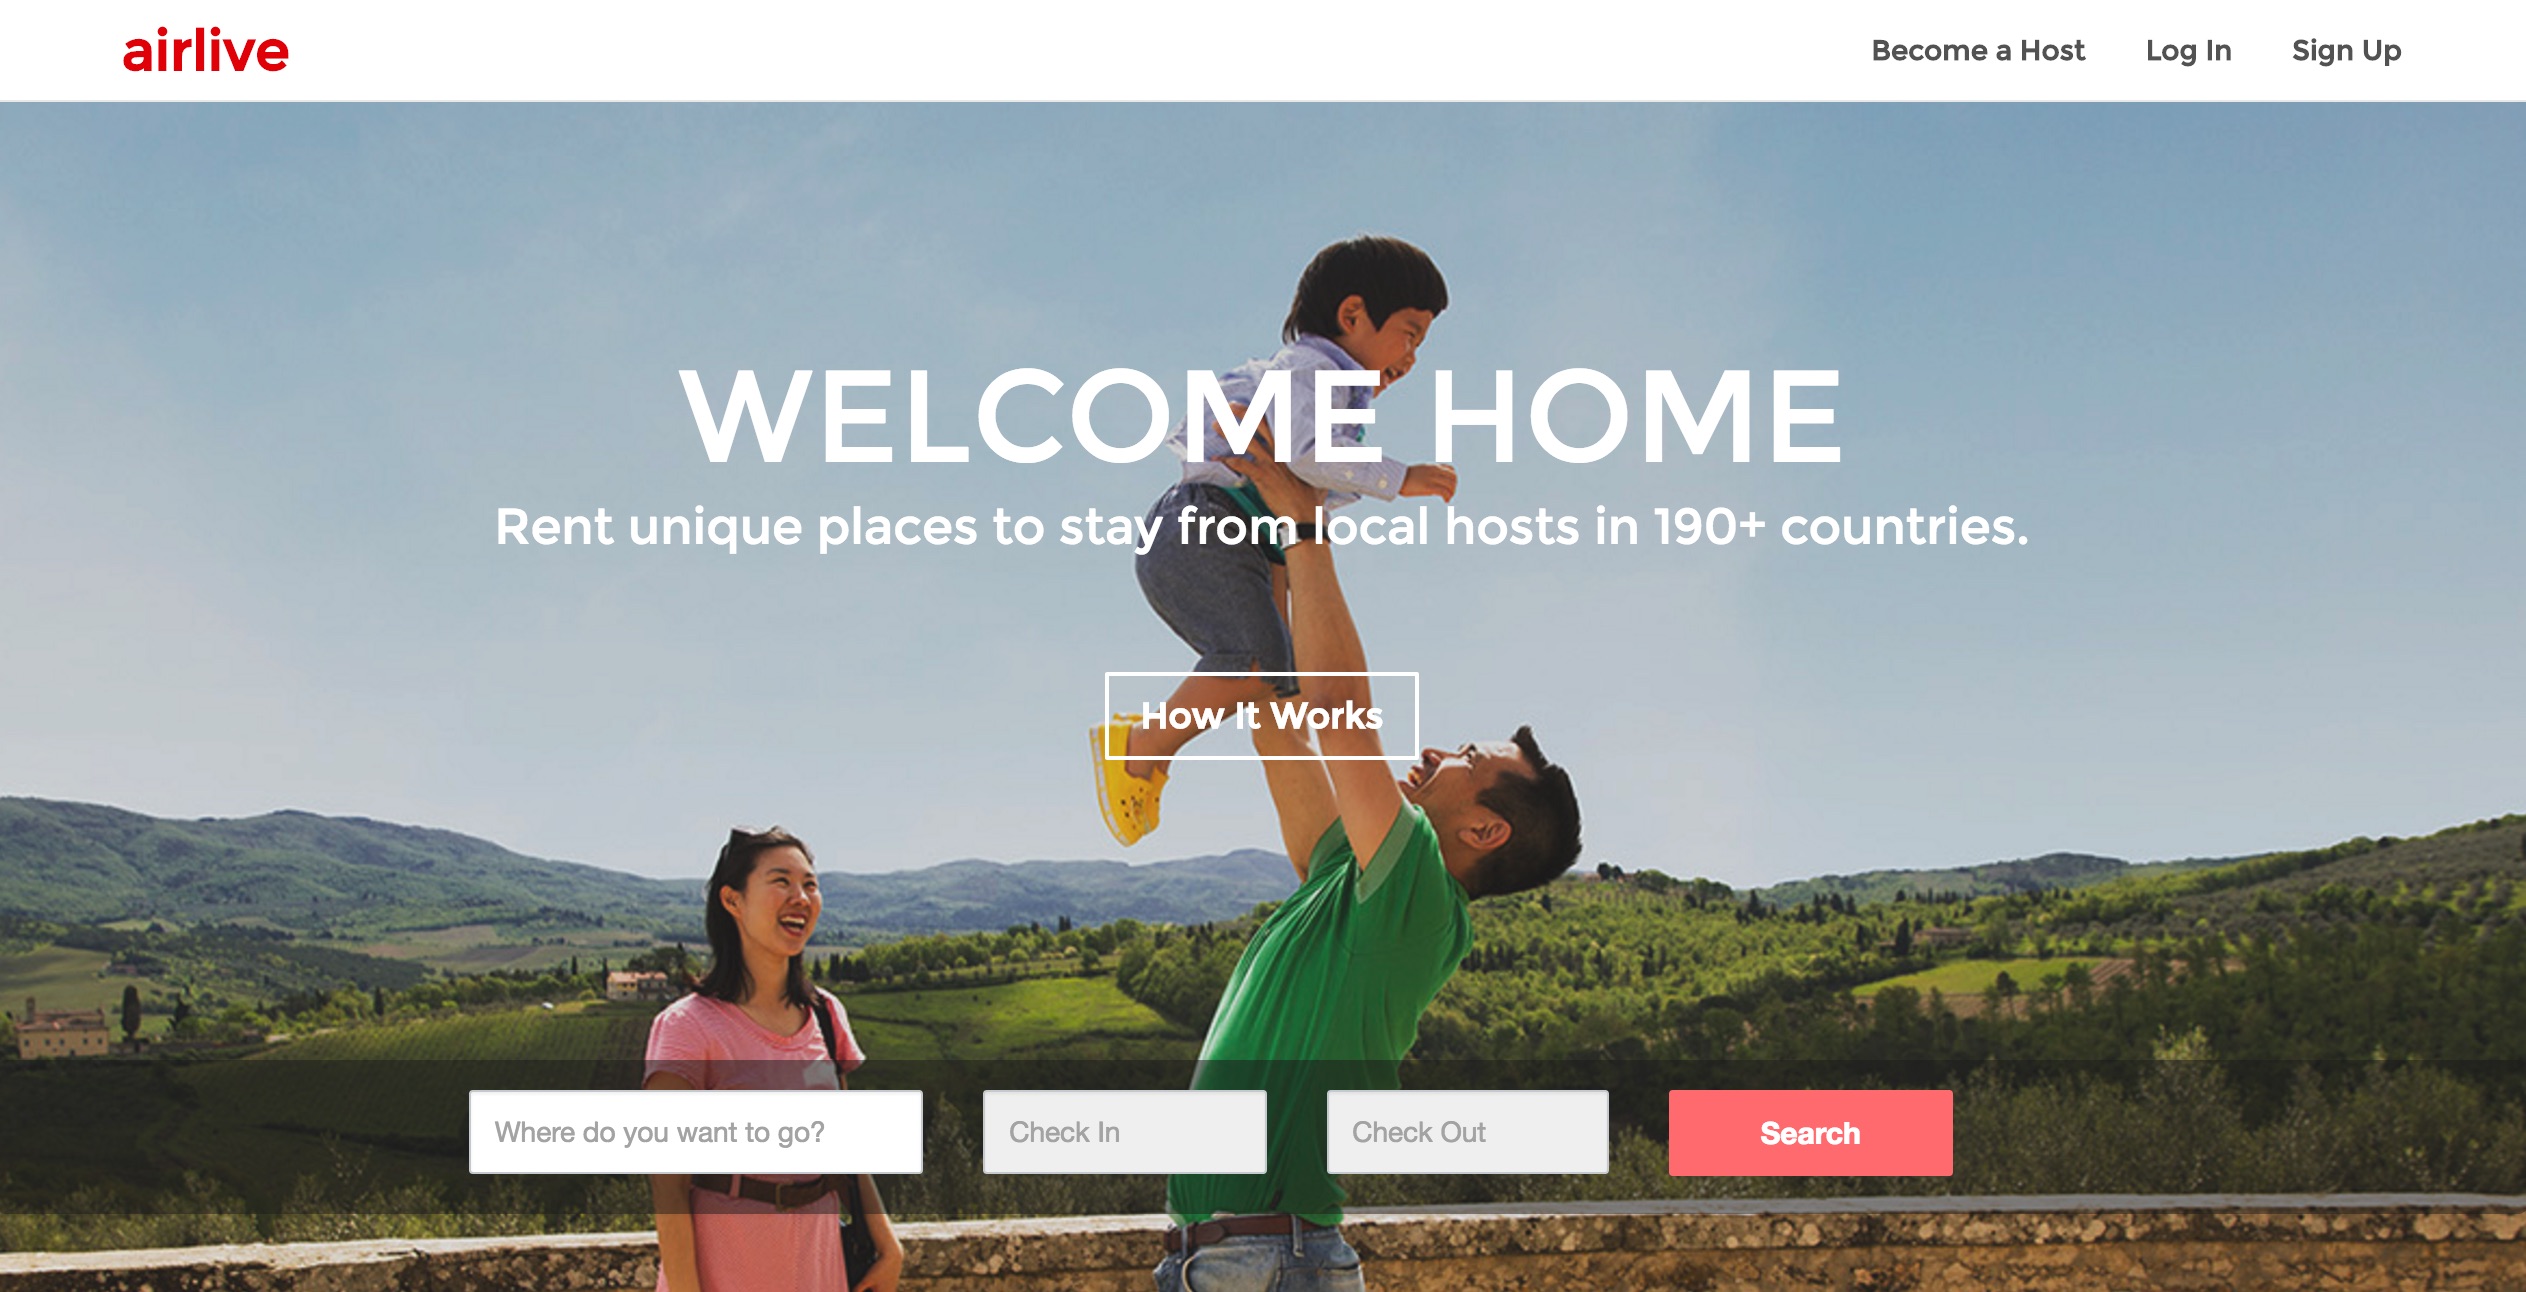 airlive
Become a Host Log In Sign Up
WELCOME HOME
Rent unique places to stay from local hosts in 190+ countries.
How It Works
Where do you want to go? Check In Check Out Search